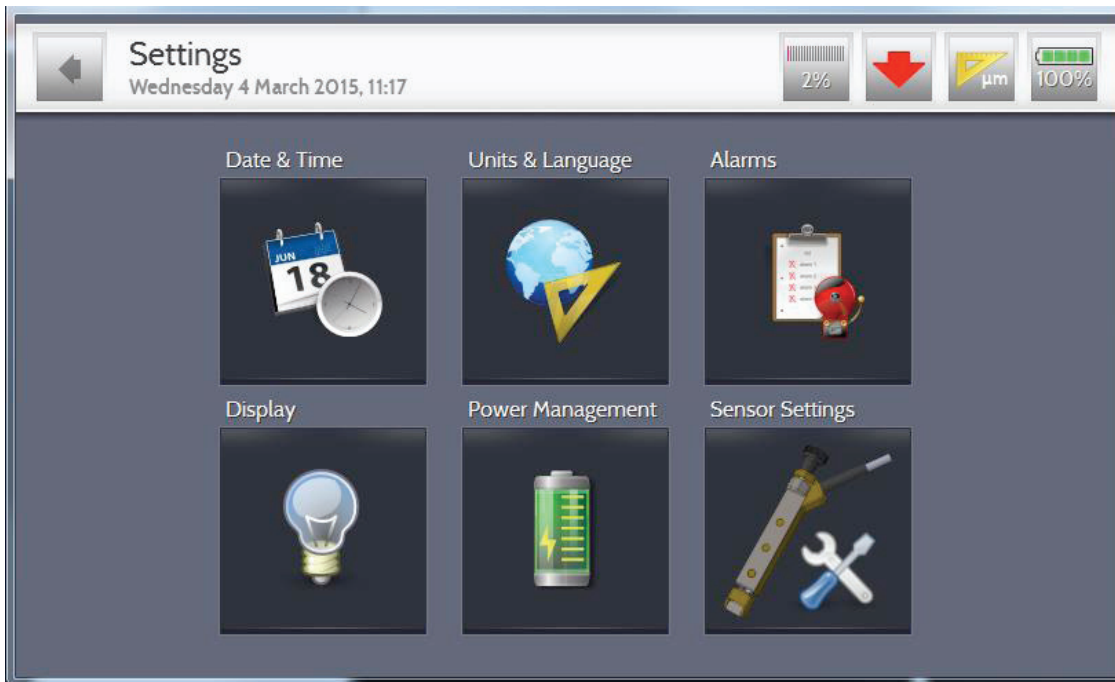 Settings
Wednesday 4 March 2015, 11:17
2%
µm
100%
Date & Time
Units & Language
Alarms
JUN
18
Display
Power Management
Sensor Settings